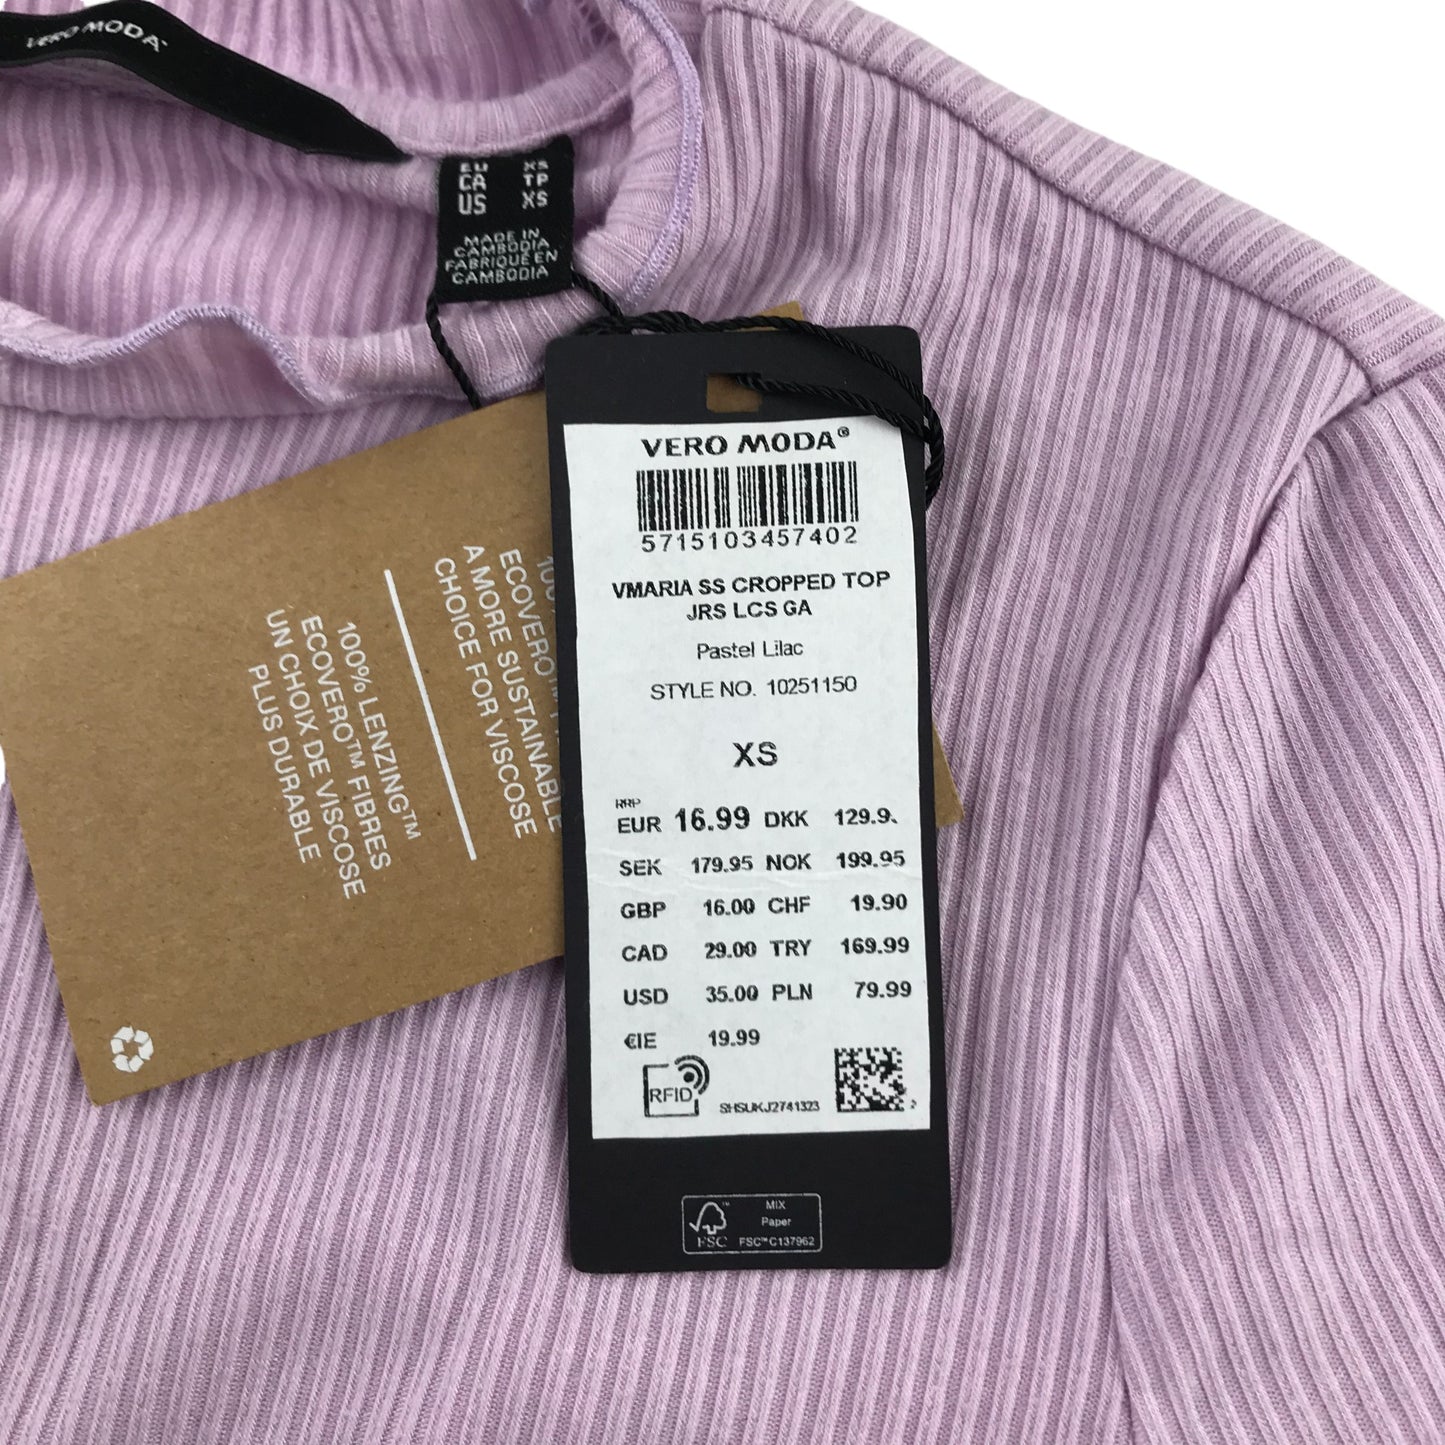 VERO MODA
EU XS
CA TP
US XS
MADE IN
CAMBODIA
FABRIQUE EN
CAMBODIA
ECOVERO™
A MORE SUSTAINABLE
CHOICE FOR VISCOSE
100% LENZING™
ECOVERO™ FIBRES
UN CHOIX DE VISCOSE
PLUS DURABLE
VERO MODA®
5715103457402
VMARIA SS CROPPED TOP
JRS LCS GA
Pastel Lilac
STYLE NO. 10251150
XS
RRP
EUR 16.99 DKK 129.9
SEK 179.95 NOK 199.95
GBP 16.00 CHF 19.90
CAD 29.00 TRY 169.99
USD 35.00 PLN 79.99
€IE 19.99
RFID
SHSUKJ2741323
2
FSC
MIX
Paper
FSC™ C137962